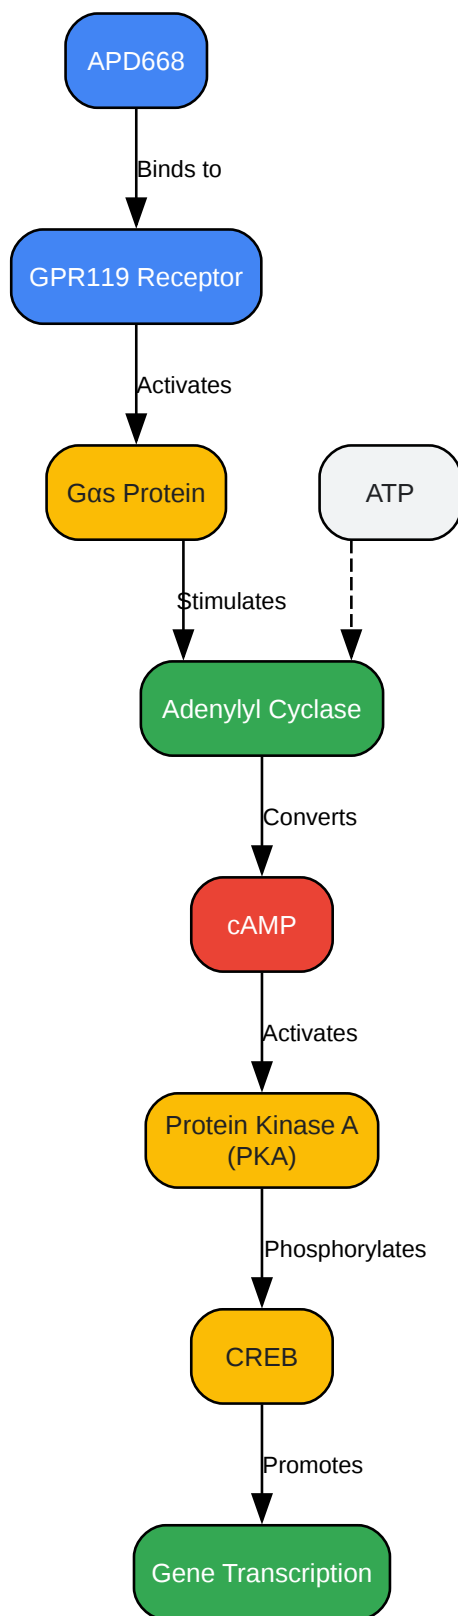 APD668
Binds to
GPR119 Receptor
Activates
Gαs Protein
ATP
Stimulates
Adenylyl Cyclase
Converts
cAMP
Activates
Protein Kinase A
(PKA)
Phosphorylates
CREB
Promotes
Gene Transcription